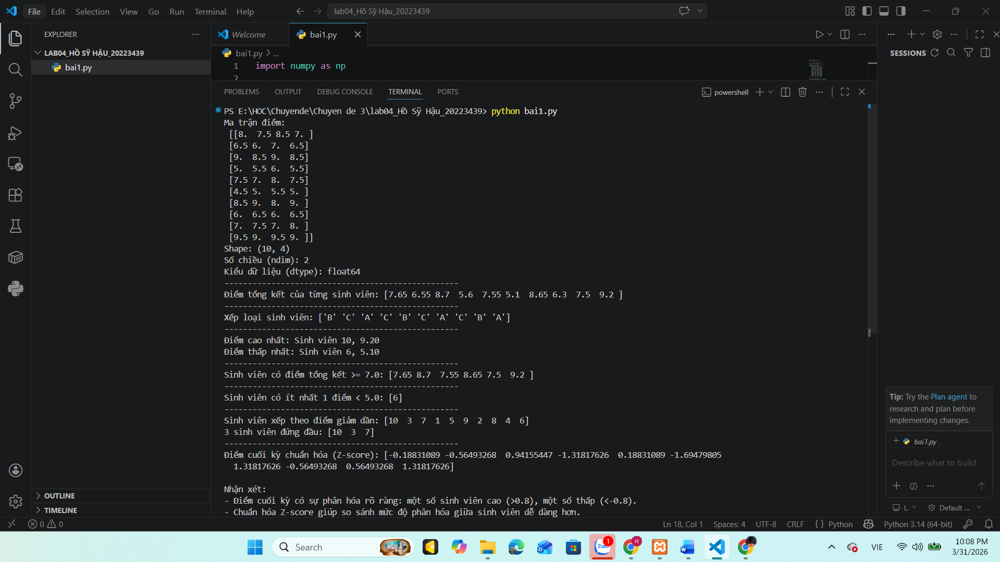 File Edit Selection View Go Run Terminal Help
lab04_Hồ Sỹ Hậu_20223439
EXPLORER
LAB04_HỒ SỸ HẬU_20223439
bai1.py
OUTLINE
TIMELINE
Welcome
bai1.py
bai1.py > ...
1 import numpy as np
2
PROBLEMS OUTPUT DEBUG CONSOLE TERMINAL PORTS
powershell
PS E:\HOC\Chuyende\Chuyen de 3\lab04_Hồ Sỹ Hậu_20223439> python bai1.py
Ma trận điểm:
[[8.  7.5 8.5 7. ]
[6.5 6.  7.  6.5]
[9.  8.5 9.  8.5]
[5.  5.5 6.  5.5]
[7.5 7.  8.  7.5]
[4.5 5.  5.5 5. ]
[8.5 9.  8.  9. ]
[6.  6.5 6.  6.5]
[7.  7.5 7.  8. ]
[9.5 9.  9.5 9. ]]
Shape: (10, 4)
Số chiều (ndim): 2
Kiểu dữ liệu (dtype): float64
--------------------------------------------------
Điểm tổng kết của từng sinh viên: [7.65 6.55 8.7  5.6  7.55 5.1  8.65 6.3  7.5  9.2 ]
--------------------------------------------------
Xếp loại sinh viên: ['B' 'C' 'A' 'C' 'B' 'C' 'A' 'C' 'B' 'A']
--------------------------------------------------
Điểm cao nhất: Sinh viên 10, 9.20
Điểm thấp nhất: Sinh viên 6, 5.10
--------------------------------------------------
Sinh viên có điểm tổng kết >= 7.0: [7.65 8.7  7.55 8.65 7.5  9.2 ]
--------------------------------------------------
Sinh viên có ít nhất 1 điểm < 5.0: [6]
--------------------------------------------------
Sinh viên xếp theo điểm giảm dần: [10  3  7  1  5  9  2  8  4  6]
3 sinh viên đứng đầu: [10  3  7]
--------------------------------------------------
Điểm cuối kỳ chuẩn hóa (Z-score): [-0.18831089 -0.56493268  0.94155447 -1.31817626  0.18831089 -1.69479805
1.31817626 -0.56493268  0.56493268  1.31817626]
Nhận xét:
- Điểm cuối kỳ có sự phân hóa rõ ràng: một số sinh viên cao (>0.8), một số thấp (<-0.8).
- Chuẩn hóa Z-score giúp so sánh mức độ phân hóa giữa sinh viên dễ dàng hơn.
SESSIONS
Tip: Try the Plan agent to
research and plan before
implementing changes.
bai1.py
Describe what to build
L
Default ...
0 0
Ln 18, Col 1 Spaces: 4 UTF-8 CRLF { } Python Python 3.14 (64-bit)
Search
Zalo
1
H
W
VIE
10:08 PM
3/31/2026